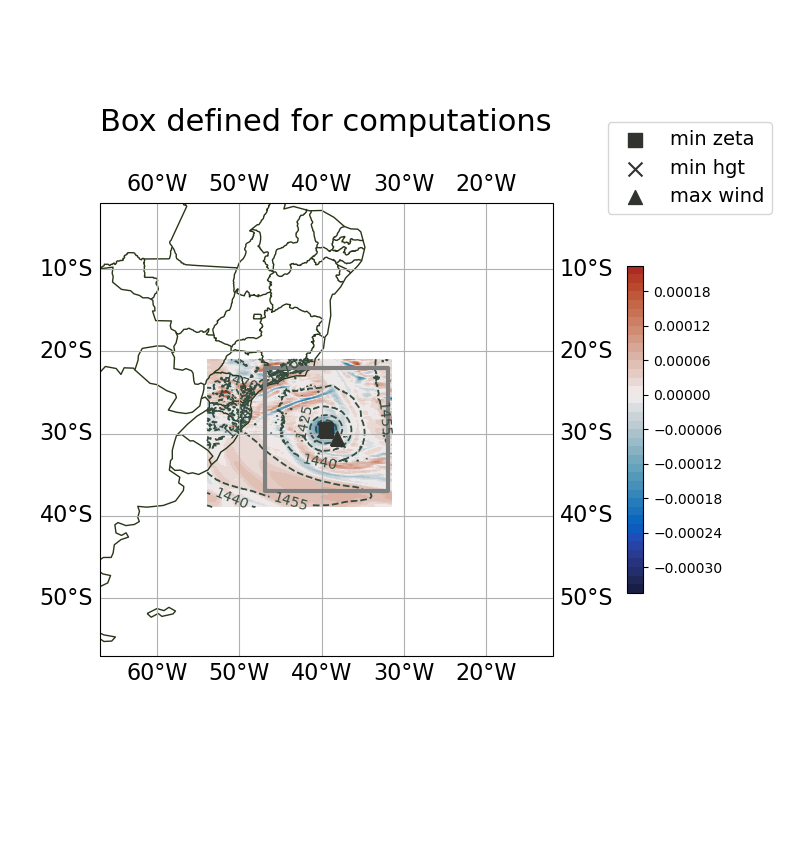 Box defined for computations
min zeta
min hgt
max wind
60°W 50°W 40°W 30°W 20°W
10°S 10°S
20°S 20°S
30°S 30°S
40°S 40°S
50°S 50°S
60°W 50°W 40°W 30°W 20°W
1425
1455
1440
1440
1455
0.00018
0.00012
0.00006
0.00000
−0.00006
−0.00012
−0.00018
−0.00024
−0.00030